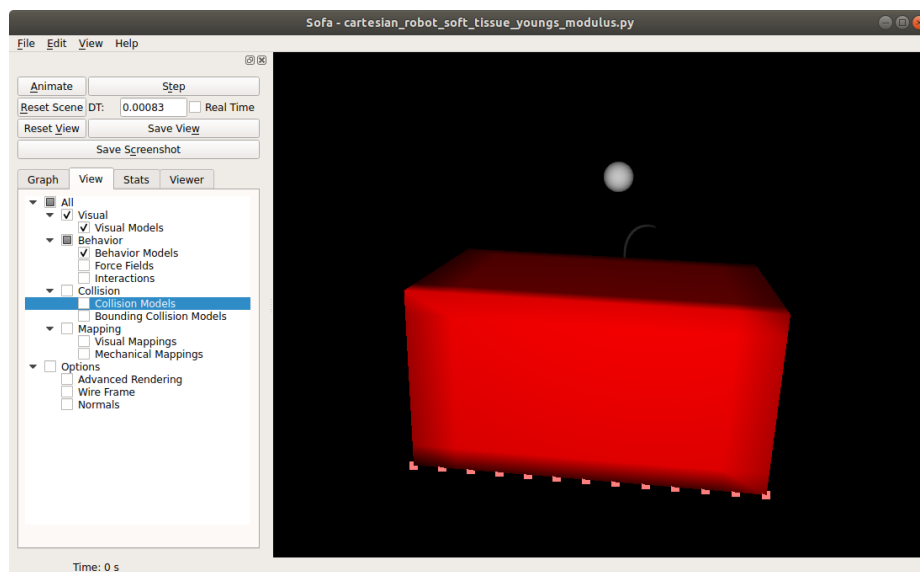 Sofa - cartesian_robot_soft_tissue_youngs_modulus.py
File Edit View Help
Animate Step
Reset Scene DT: 0.00083 Real Time
Reset View Save View
Save Screenshot
Graph View Stats Viewer
All
Visual
Visual Models
Behavior
Behavior Models
Force Fields
Interactions
Collision
Collision Models
Bounding Collision Models
Mapping
Visual Mappings
Mechanical Mappings
Options
Advanced Rendering
Wire Frame
Normals
Time: 0 s